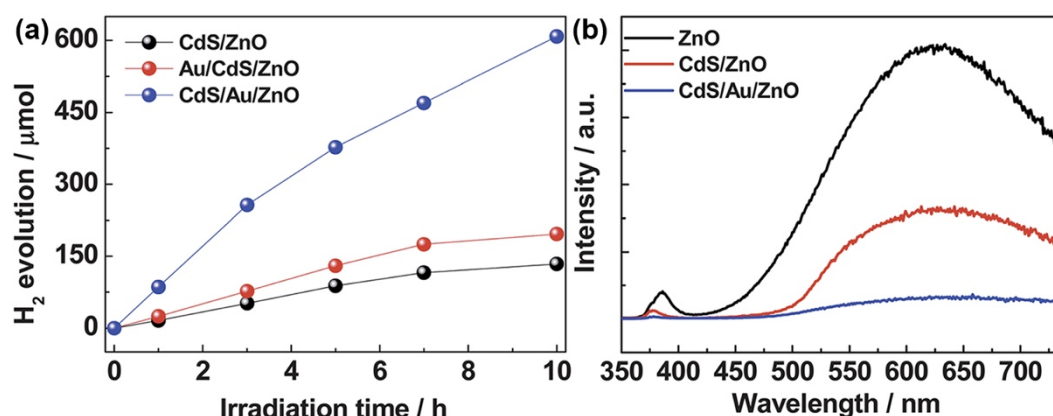 (a)
CdS/ZnO
Au/CdS/ZnO
CdS/Au/ZnO
H₂ evolution / μmol
600
450
300
150
0
0 2 4 6 8 10
Irradiation time / h
(b)
ZnO
CdS/ZnO
CdS/Au/ZnO
Intensity / a.u.
350 400 450 500 550 600 650 700
Wavelength / nm